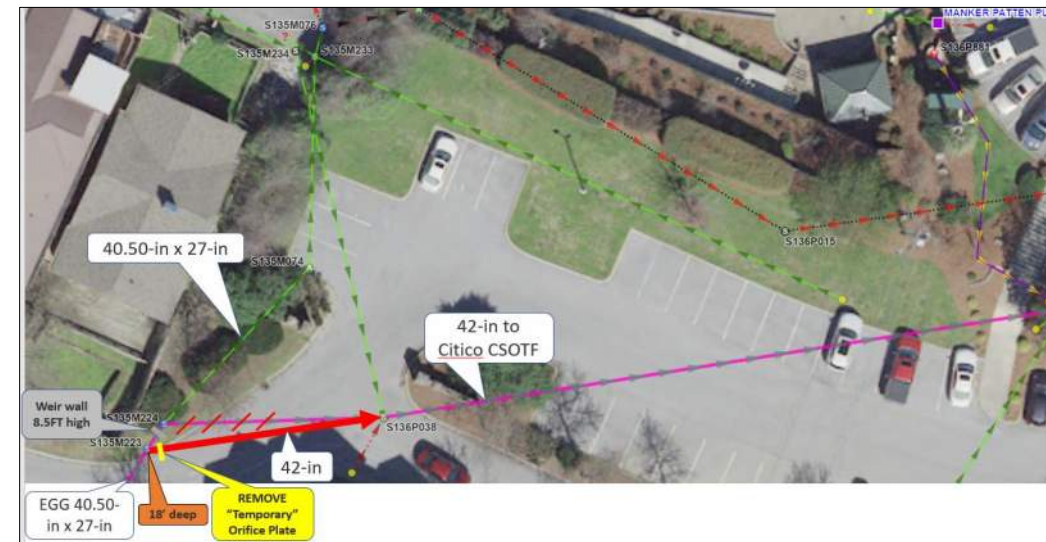 MANKER PATTEN PL
S135M076
S135M234
S135M233
S136P881
40.50-in x 27-in
S135M074
S136P015
42-in to
Citico CSOTF
Weir wall
8.5FT high
S135M224
S136P038
S135M223
42-in
EGG 40.50-
in x 27-in
18' deep
REMOVE
"Temporary"
Orifice Plate